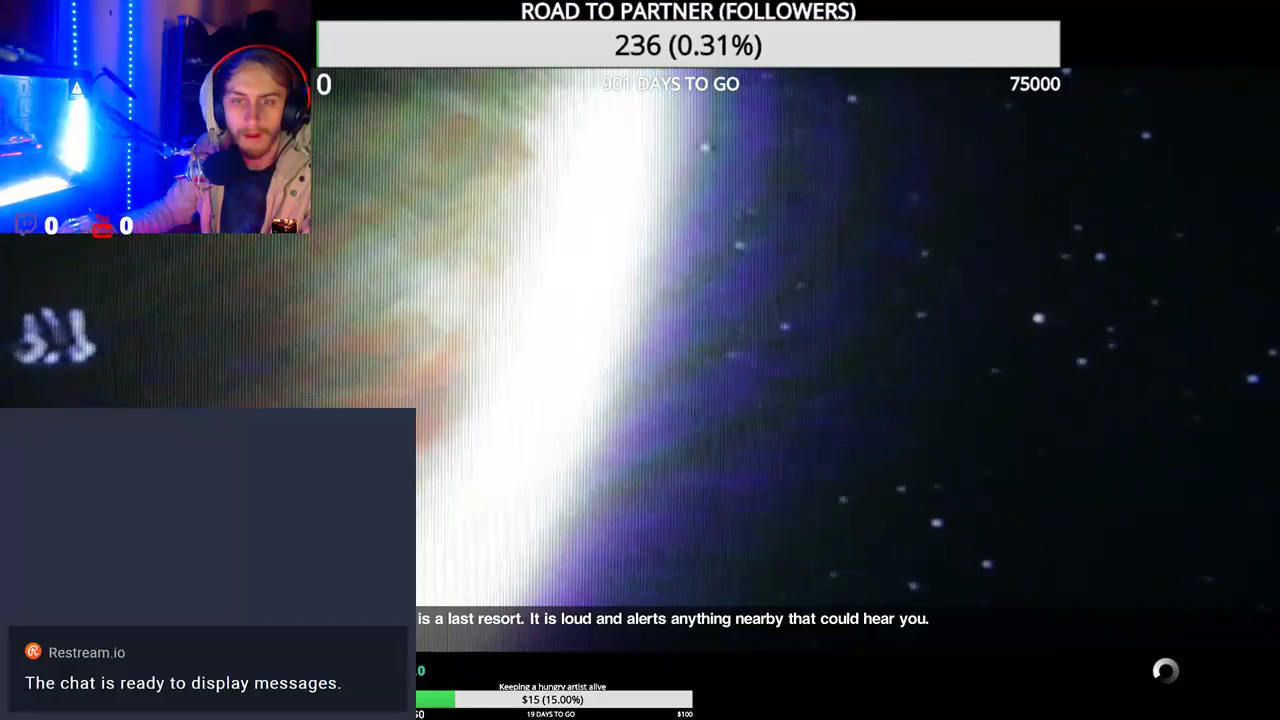 ROAD TO PARTNER (FOLLOWERS)
236 (0.31%)
0
901 DAYS TO GO
75000
0
0
is a last resort. It is loud and alerts anything nearby that could hear you.
Restream.io
The chat is ready to display messages.
.0
Keeping a hungry artist alive
$15 (15.00%)
$0
19 DAYS TO GO
$100